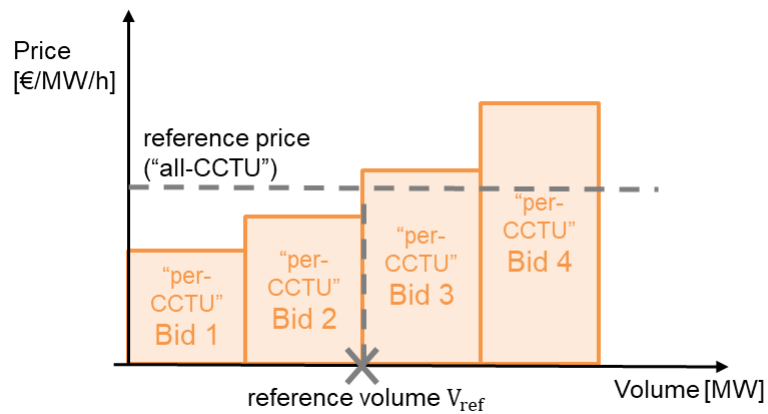 Price
[€/MW/h]
reference price
(“all-CCTU”)
“per-
CCTU”
Bid 1
“per-
CCTU”
Bid 2
“per-
CCTU”
Bid 3
“per-
CCTU”
Bid 4
reference volume Vref
Volume [MW]